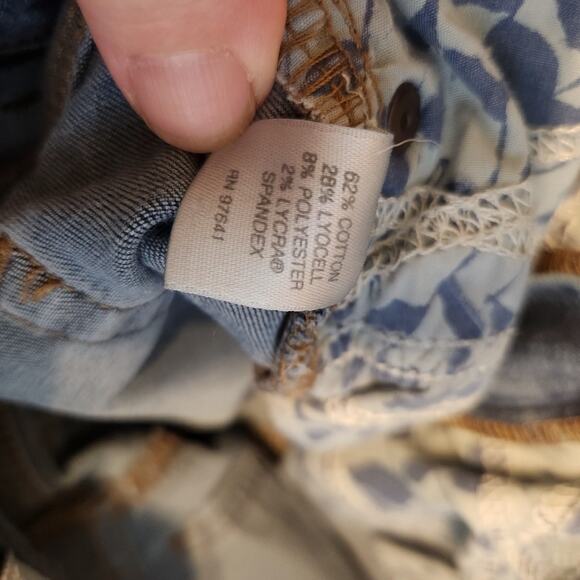 62% COTTON
28% LYOCELL
8% POLYESTER
2% LYCRA®
SPANDEX
RN 97641